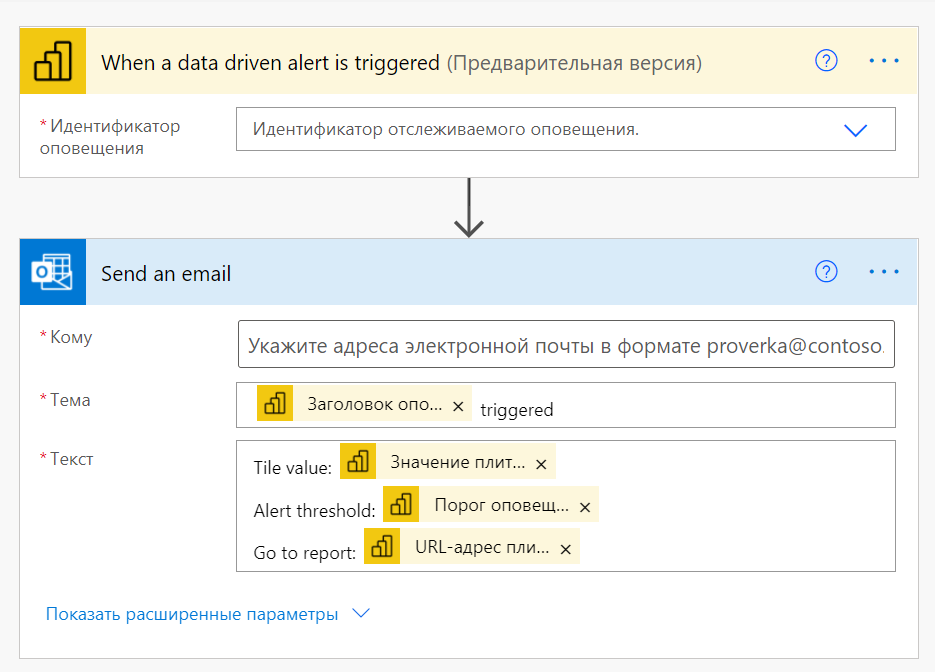 When a data driven alert is triggered (Предварительная версия)
* Идентификатор
оповещения
Идентификатор отслеживаемого оповещения.
Send an email
* Кому
Укажите адреса электронной почты в формате proverka@contoso.
* Тема
Заголовок опо... × triggered
* Текст
Tile value: Значение плит... ×
Alert threshold: Порог оповещ... ×
Go to report: URL-адрес пли... ×
Показать расширенные параметры